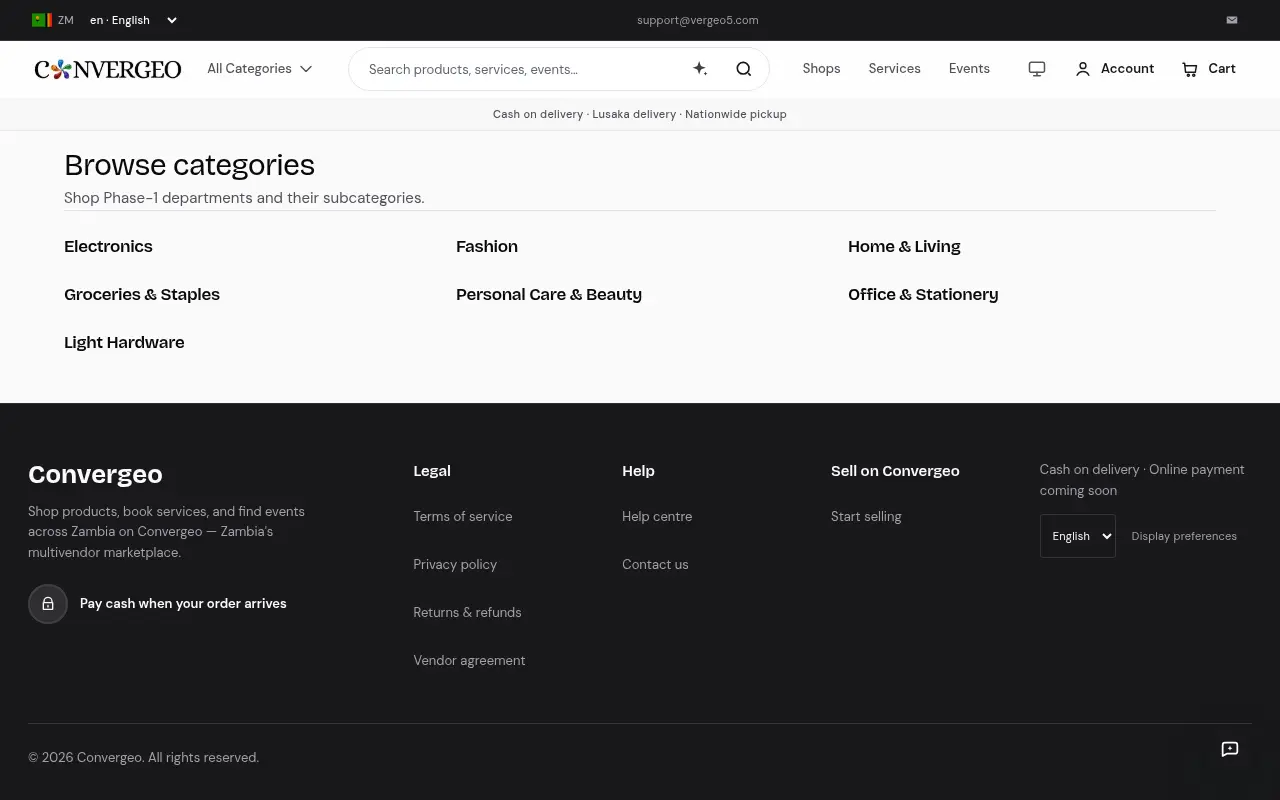 ZM
en · English
support@vergeo5.com
CONVERGEO
All Categories
Search products, services, events…
Shops
Services
Events
Account
Cart
Cash on delivery · Lusaka delivery · Nationwide pickup
Browse categories
Shop Phase-1 departments and their subcategories.
Electronics
Fashion
Home & Living
Groceries & Staples
Personal Care & Beauty
Office & Stationery
Light Hardware
Convergeo
Shop products, book services, and find events
across Zambia on Convergeo — Zambia's
multivendor marketplace.
Pay cash when your order arrives
Legal
Terms of service
Privacy policy
Returns & refunds
Vendor agreement
Help
Help centre
Contact us
Sell on Convergeo
Start selling
Cash on delivery · Online payment
coming soon
English
Display preferences
© 2026 Convergeo. All rights reserved.